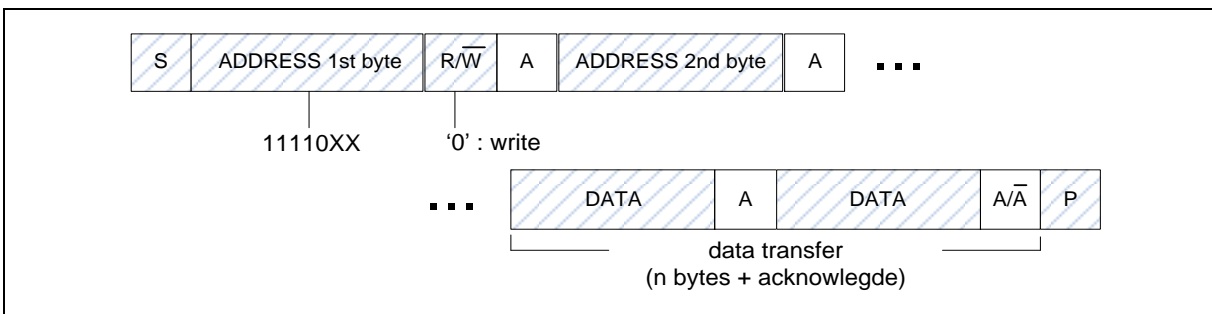 S ADDRESS 1st byte R/W̅ A ADDRESS 2nd byte A ...
11110XX '0' : write
... DATA A DATA A/A̅ P
data transfer
(n bytes + acknowlegde)